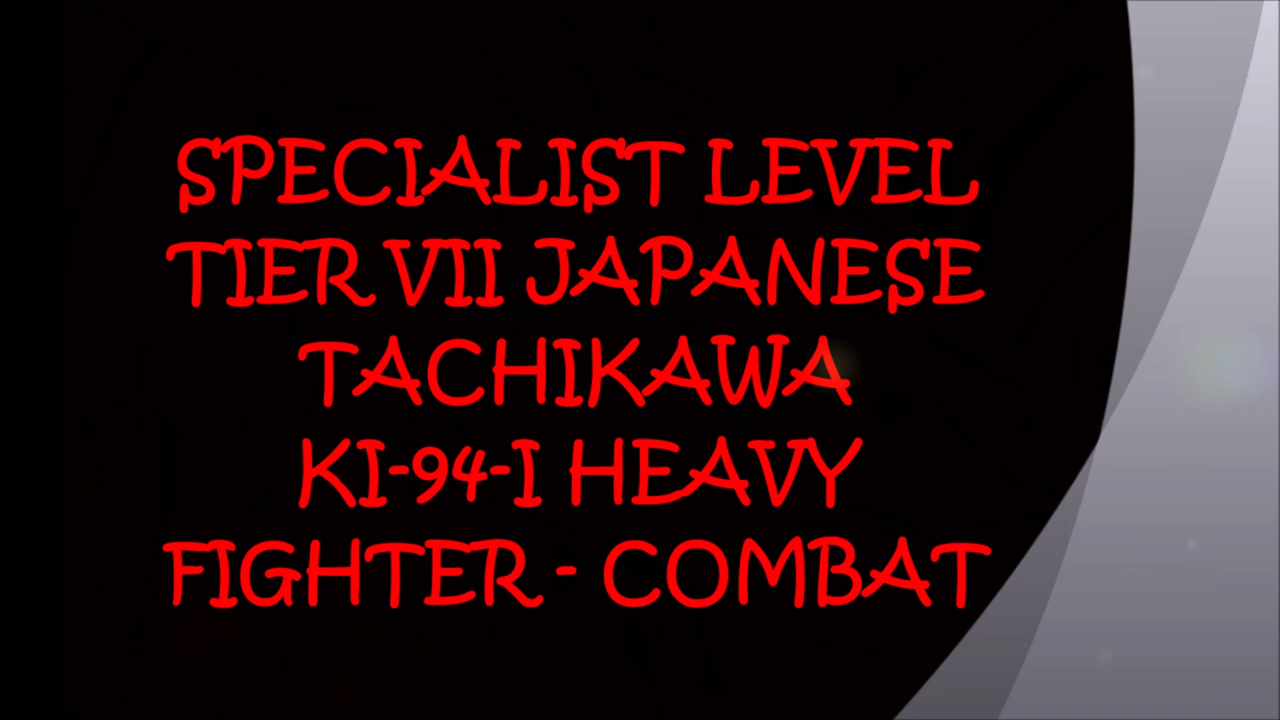 SPECIALIST LEVEL
TIER VII JAPANESE
TACHIKAWA
KI-94-I HEAVY
FIGHTER - COMBAT